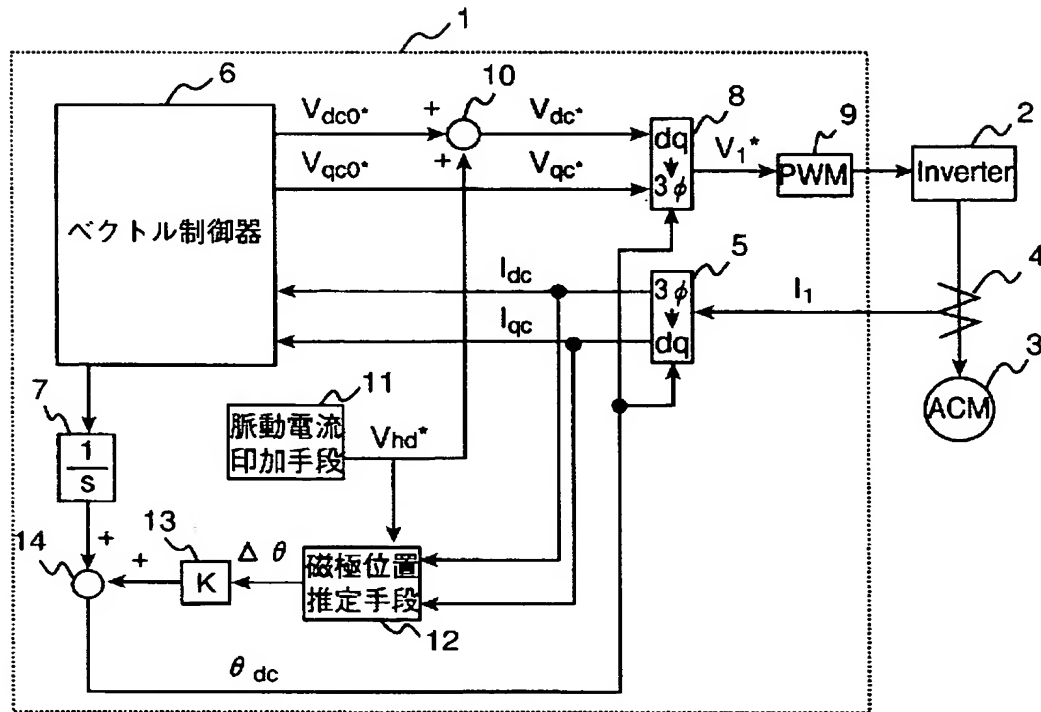 1
6
V_dc0*
+
10
V_dc*
8
9
2
dq
3φ
V_1*
PWM
Inverter
V_qc0*
+
V_qc*
ベクトル制御器
I_dc
5
4
3φ
dq
I_1
I_qc
3
ACM
7
11
1/s
脈動電流
印加手段
V_hd*
13
14
+
+
K
Δθ
磁極位置
推定手段
12
θ_dc